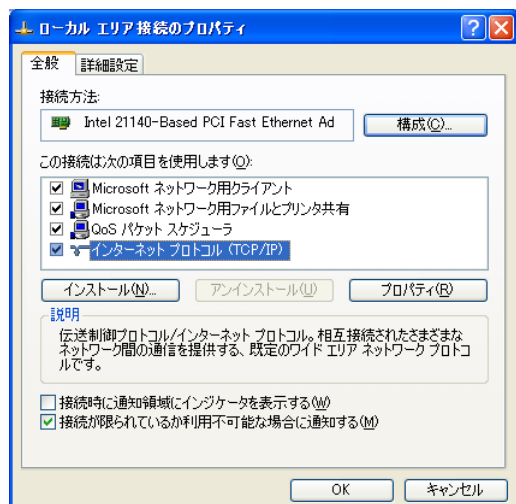 ローカル エリア接続のプロパティ
全般 詳細設定
接続方法:
Intel 21140-Based PCI Fast Ethernet Ad 構成(C)...
この接続は次の項目を使用します(O):
Microsoft ネットワーク用クライアント
Microsoft ネットワーク用ファイルとプリンタ共有
QoS パケット スケジューラ
インターネット プロトコル (TCP/IP)
インストール(N)... アンインストール(U) プロパティ(R)
説明
伝送制御プロトコル/インターネット プロトコル。相互接続されたさまざまな
ネットワーク間の通信を提供する、既定のワイド エリア ネットワーク プロトコ
ルです。
接続時に通知領域にインジケータを表示する(W)
接続が限られているか利用不可能な場合に通知する(M)
OK キャンセル